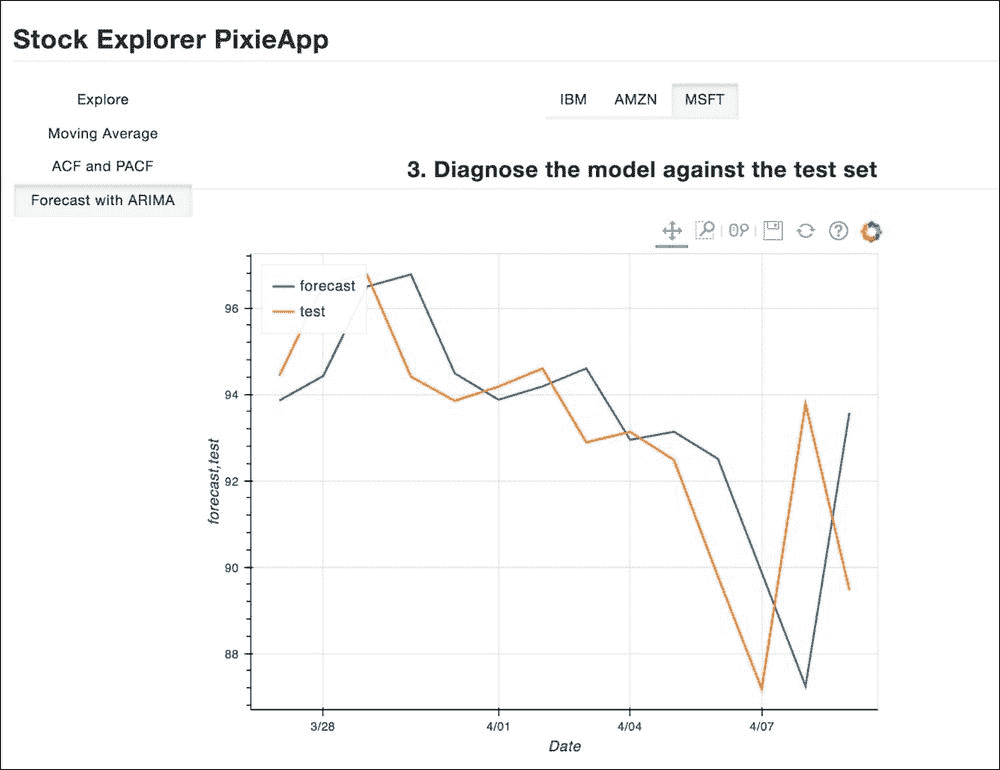 Stock Explorer PixieApp
Explore
Moving Average
ACF and PACF
Forecast with ARIMA
IBM AMZN MSFT
3. Diagnose the model against the test set
forecast
test
96
94
92
90
88
forecast,test
3/28 4/01 4/04 4/07
Date